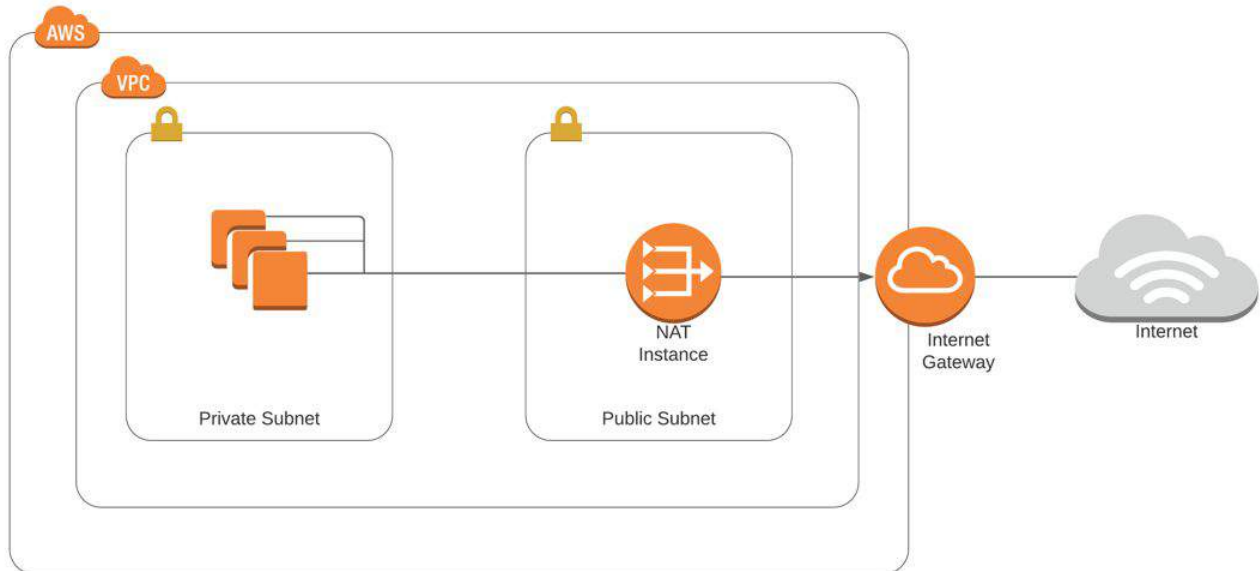 AWS
VPC
NAT
Instance
Internet
Gateway
Internet
Private Subnet
Public Subnet